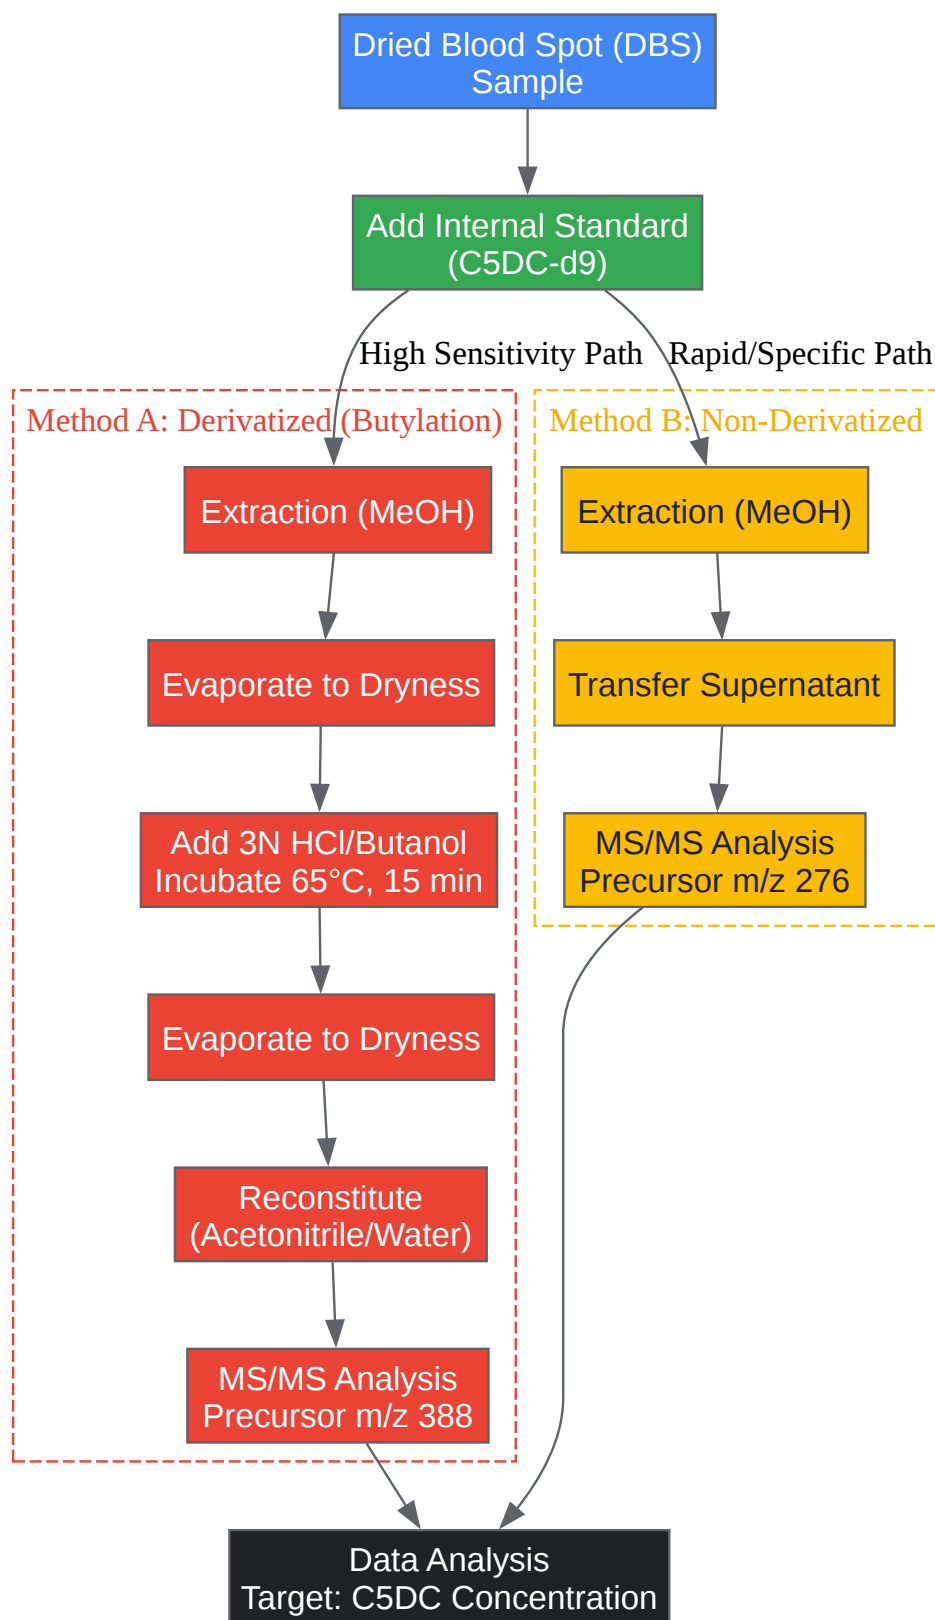 Dried Blood Spot (DBS)
Sample
Add Internal Standard
(C5DC-d9)
High Sensitivity Path
Rapid/Specific Path
Method A: Derivatized (Butylation)
Extraction (MeOH)
Evaporate to Dryness
Add 3N HCl/Butanol
Incubate 65°C, 15 min
Evaporate to Dryness
Reconstitute
(Acetonitrile/Water)
MS/MS Analysis
Precursor m/z 388
Method B: Non-Derivatized
Extraction (MeOH)
Transfer Supernatant
MS/MS Analysis
Precursor m/z 276
Data Analysis
Target: C5DC Concentration